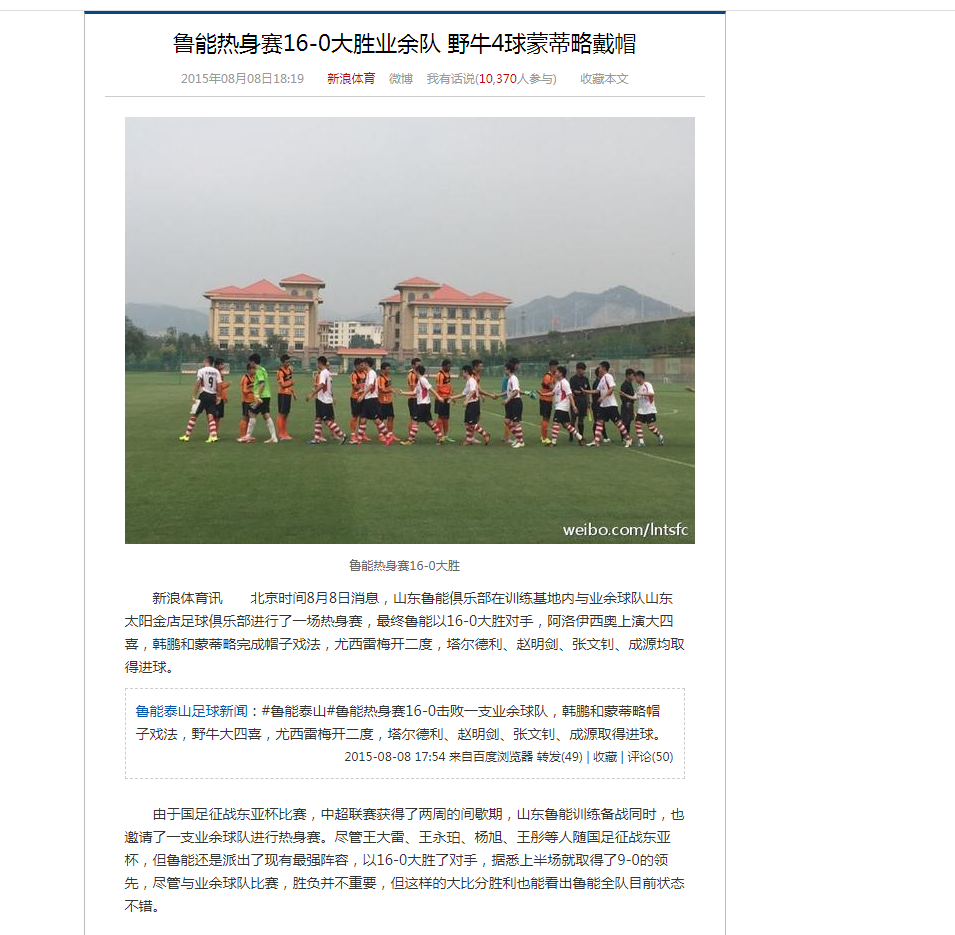 鲁能热身赛16-0大胜业余队 野牛4球蒙蒂略戴帽
2015年08月08日18:19 新浪体育 微博 我有话说(10,370人参与) 收藏本文
9
weibo.com/lntsfc
鲁能热身赛16-0大胜
新浪体育讯 北京时间8月8日消息，山东鲁能俱乐部在训练基地内与业余球队山东
太阳金店足球俱乐部进行了一场热身赛，最终鲁能以16-0大胜对手，阿洛伊西奥上演大四
喜，韩鹏和蒙蒂略完成帽子戏法，尤西雷梅开二度，塔尔德利、赵明剑、张文钊、成源均取
得进球。
鲁能泰山足球新闻：#鲁能泰山#鲁能热身赛16-0击败一支业余球队，韩鹏和蒙蒂略帽
子戏法，野牛大四喜，尤西雷梅开二度，塔尔德利、赵明剑、张文钊、成源取得进球。
2015-08-08 17:54 来自百度浏览器 转发(49) | 收藏 | 评论(50)
由于国足征战东亚杯比赛，中超联赛获得了两周的间歇期，山东鲁能训练备战同时，也
邀请了一支业余球队进行热身赛。尽管王大雷、王永珀、杨旭、王彤等人随国足征战东亚
杯，但鲁能还是派出了现有最强阵容，以16-0大胜了对手，据悉上半场就取得了9-0的领
先，尽管与业余球队比赛，胜负并不重要，但这样的大比分胜利也能看出鲁能全队目前状态
不错。